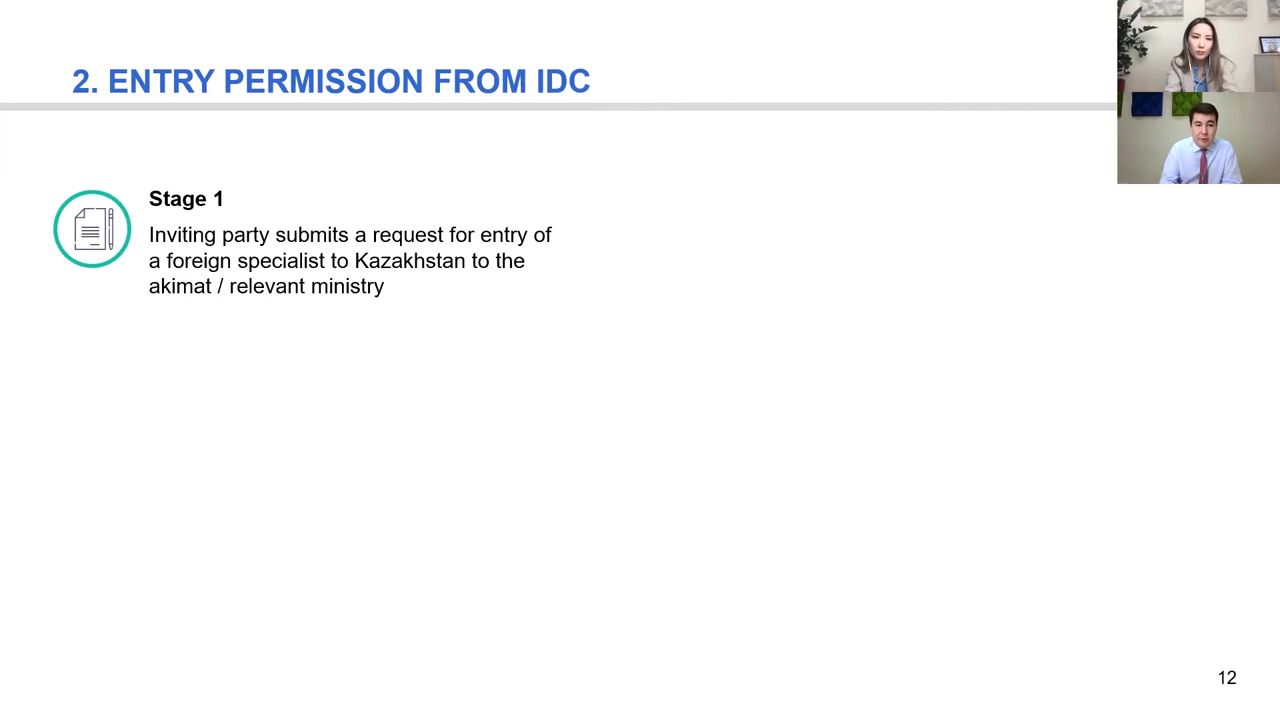 2. ENTRY PERMISSION FROM IDC
Stage 1
Inviting party submits a request for entry of
a foreign specialist to Kazakhstan to the
akimat / relevant ministry
12